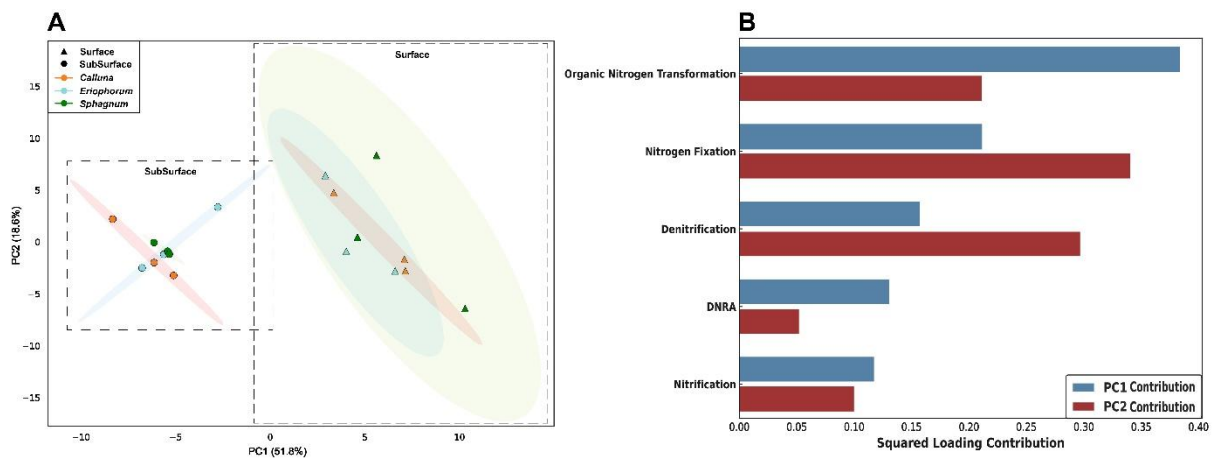 A
Surface
SubSurface
Calluna
Eriophorum
Sphagnum
Surface
SubSurface
15
10
5
0
−5
−10
−15
PC2 (18.6%)
−10
−5
0
5
10
PC1 (51.8%)
B
Organic Nitrogen Transformation
Nitrogen Fixation
Denitrification
DNRA
Nitrification
PC1 Contribution
PC2 Contribution
0.00
0.05
0.10
0.15
0.20
0.25
0.30
0.35
0.40
Squared Loading Contribution